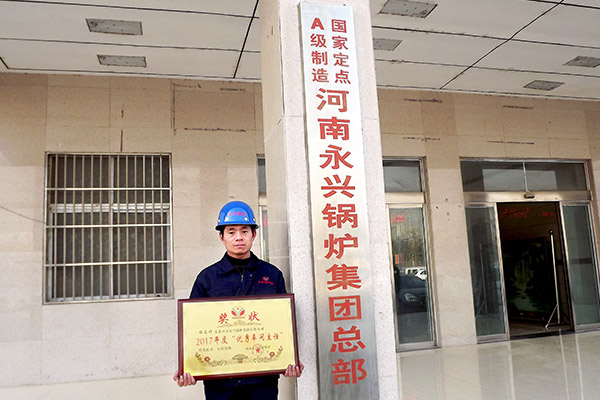 国家定点
A级制造
河南永兴锅炉集团总部
奖状
2017年度“优秀车间主任”